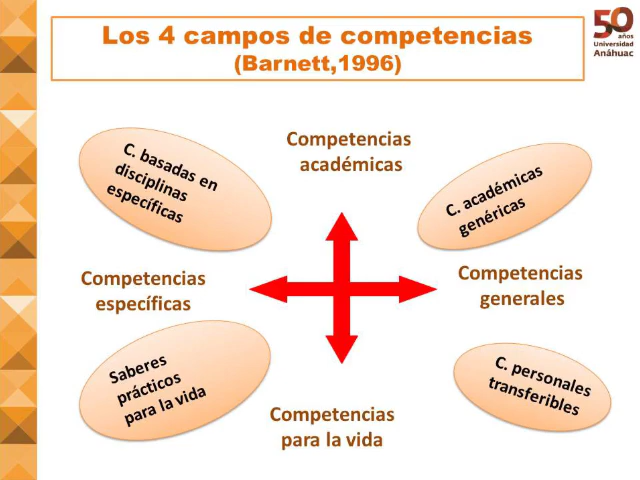 Los 4 campos de competencias
(Barnett,1996)
50
años
Universidad
Anáhuac
Competencias
académicas
C. basadas en
disciplinas
específicas
C. académicas
genéricas
Competencias
específicas
Competencias
generales
Saberes
prácticos
para la vida
C. personales
transferibles
Competencias
para la vida